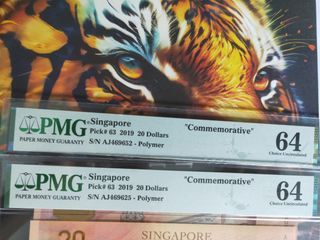 PMG
PAPER MONEY GUARANTY
Singapore
Pick# 63 2019 20 Dollars
S/N AJ469652 - Polymer
"Commemorative"
64
Choice Uncirculated
PMG
PAPER MONEY GUARANTY
Singapore
Pick# 63 2019 20 Dollars
S/N AJ469625 - Polymer
"Commemorative"
64
Choice Uncirculated
20
SINGAPORE
A